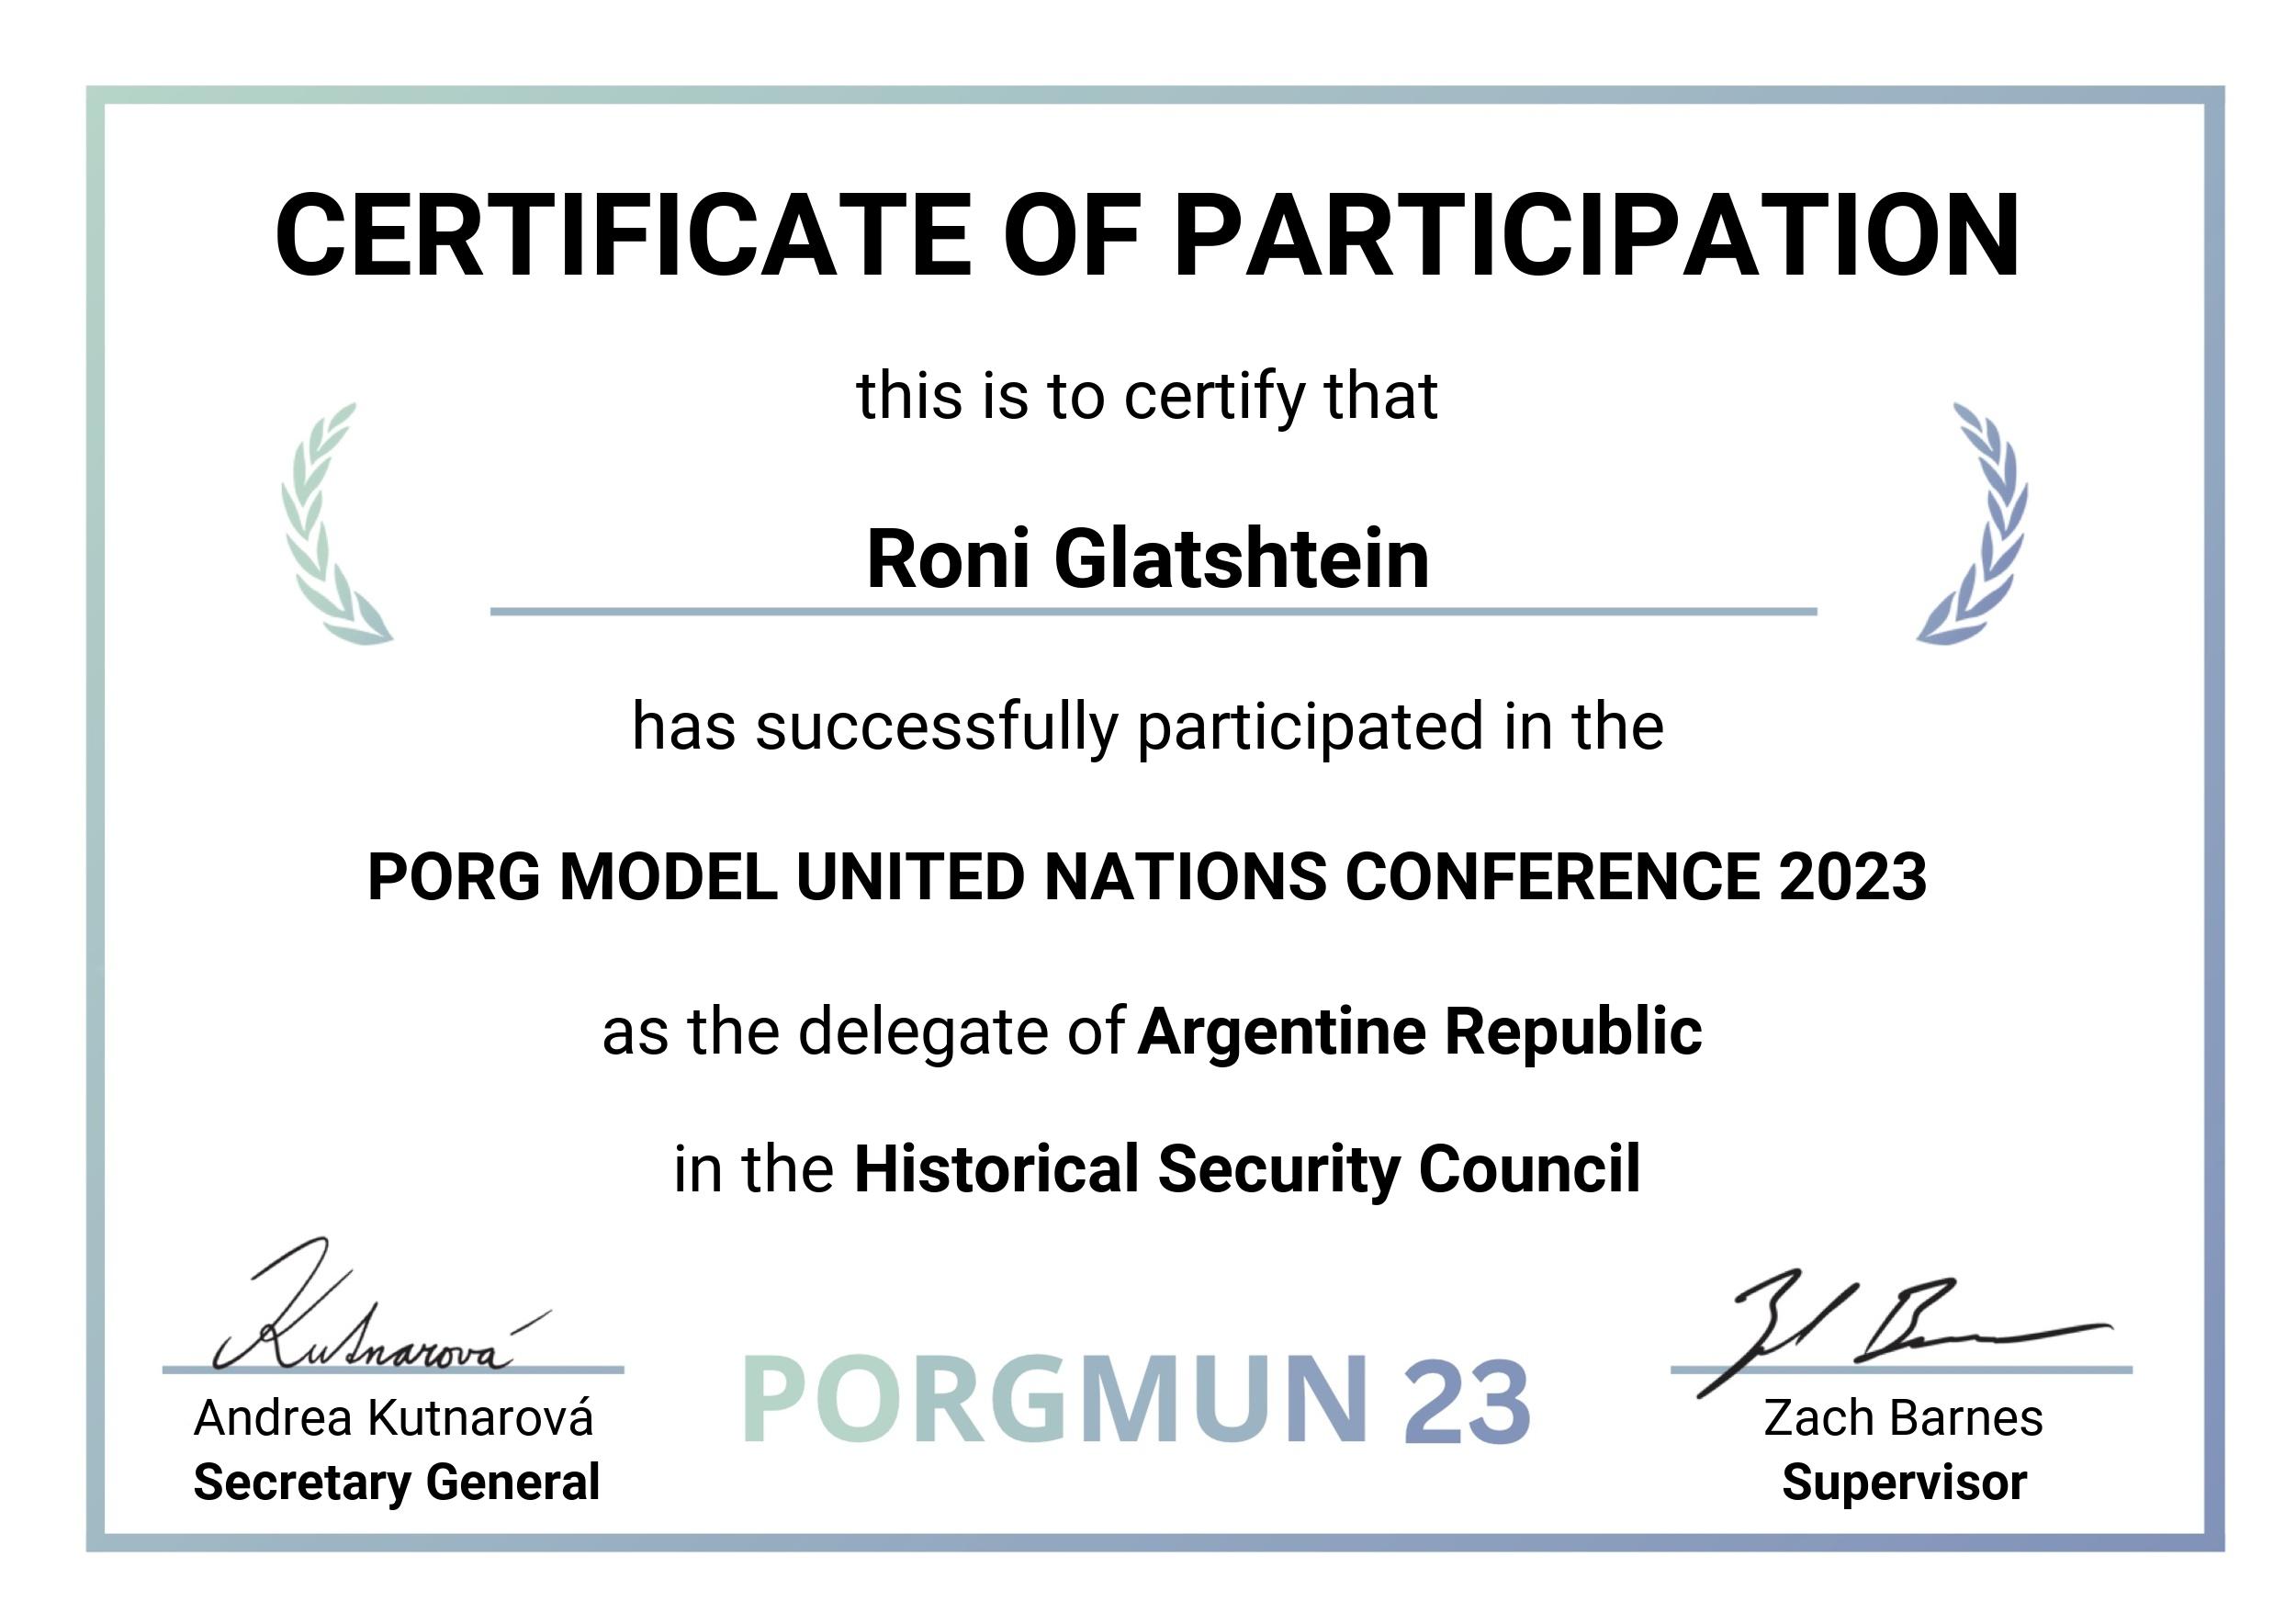 CERTIFICATE OF PARTICIPATION
this is to certify that
Roni Glatshtein
has successfully participated in the
PORG MODEL UNITED NATIONS CONFERENCE 2023
as the delegate of Argentine Republic
in the Historical Security Council
Kutnarová
Andrea Kutnarová
Secretary General
PORGMUN 23
Zach Barnes
Supervisor